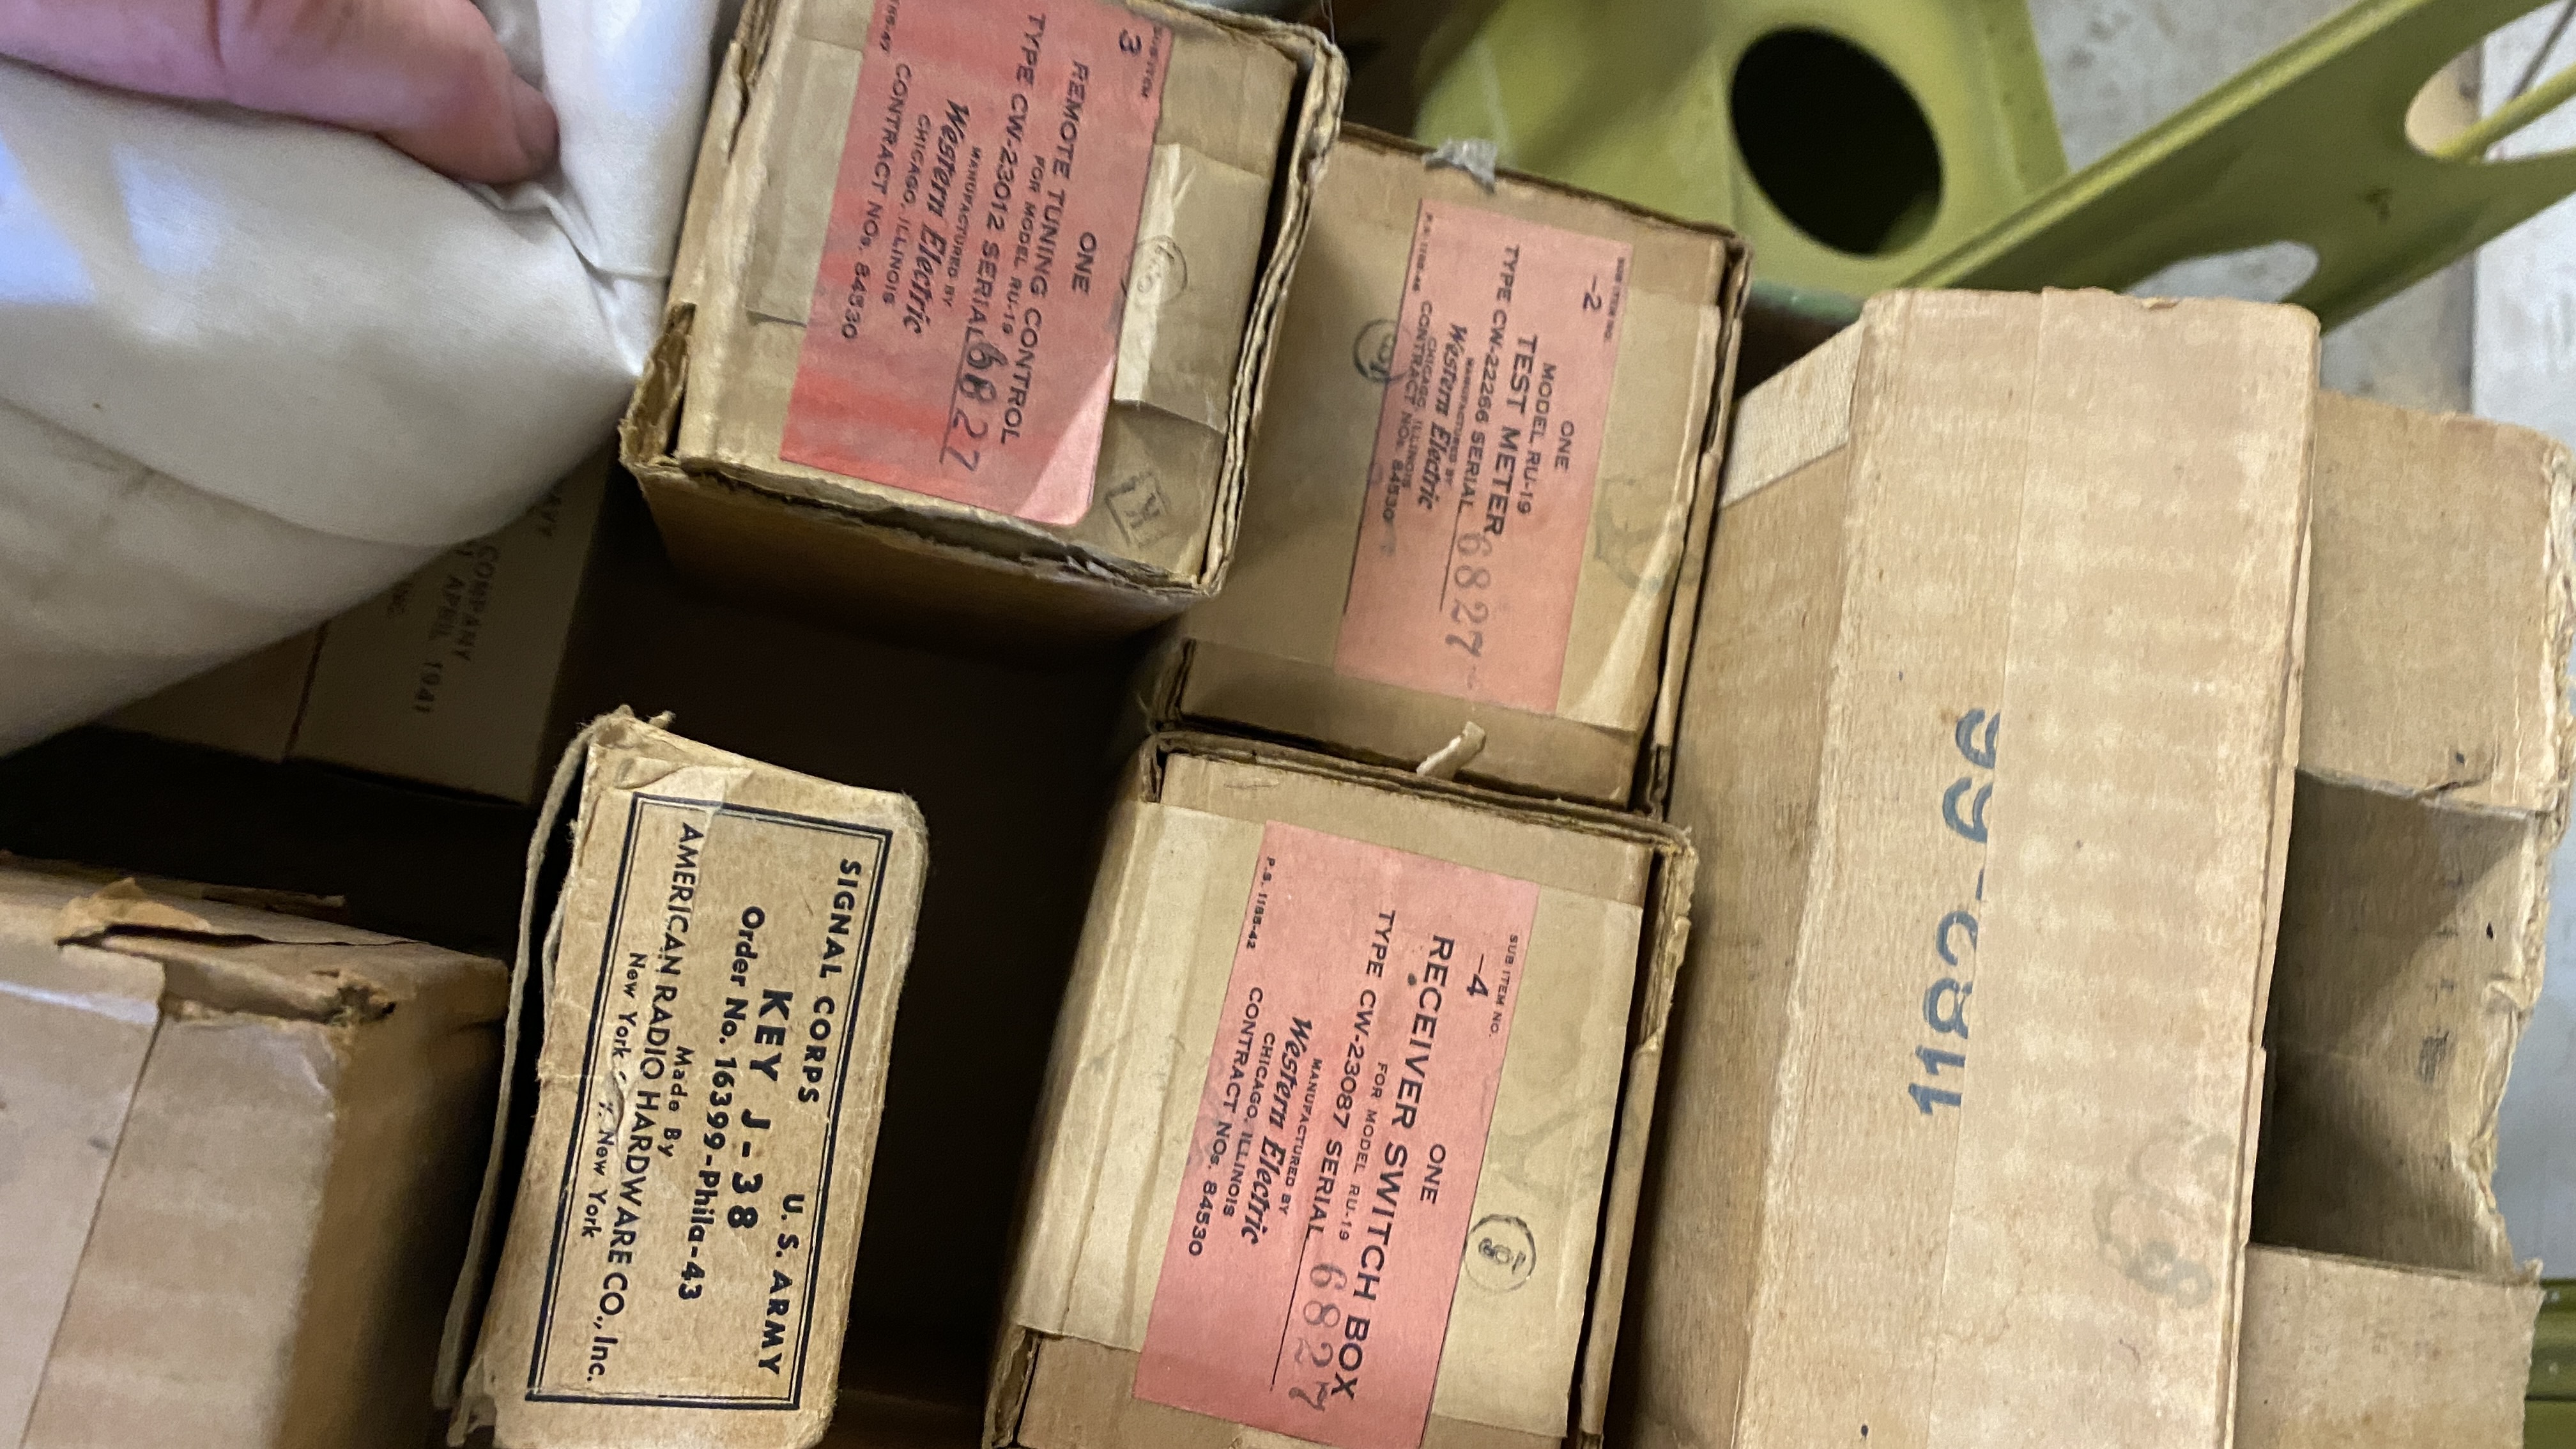 SUB ITEM
3
ONE
REMOTE TUNING CONTROL
FOR MODEL RU-19
TYPE CW-23012 SERIAL 6827
MANUFACTURED BY
Western Electric
CHICAGO, ILLINOIS
CONTRACT NOs. 84530
SUB ITEM NO.
-2
ONE
MODEL RU-19
TEST METER
TYPE CW-22266 SERIAL 6827
MANUFACTURED BY
Western Electric
CHICAGO, ILLINOIS
CONTRACT NOs. 84530
SUB ITEM NO.
-4
ONE
RECEIVER SWITCH BOX
FOR MODEL RU-19
TYPE CW-23087 SERIAL 6827
MANUFACTURED BY
Western Electric
CHICAGO, ILLINOIS
P.S. 1165-42 CONTRACT NOs. 84530
SIGNAL CORPS U. S. ARMY
KEY J-38
Order No. 16399-Phila-43
Made By
AMERICAN RADIO HARDWARE CO., Inc.
New York New York
COMPANY
APRIL 1941
INC